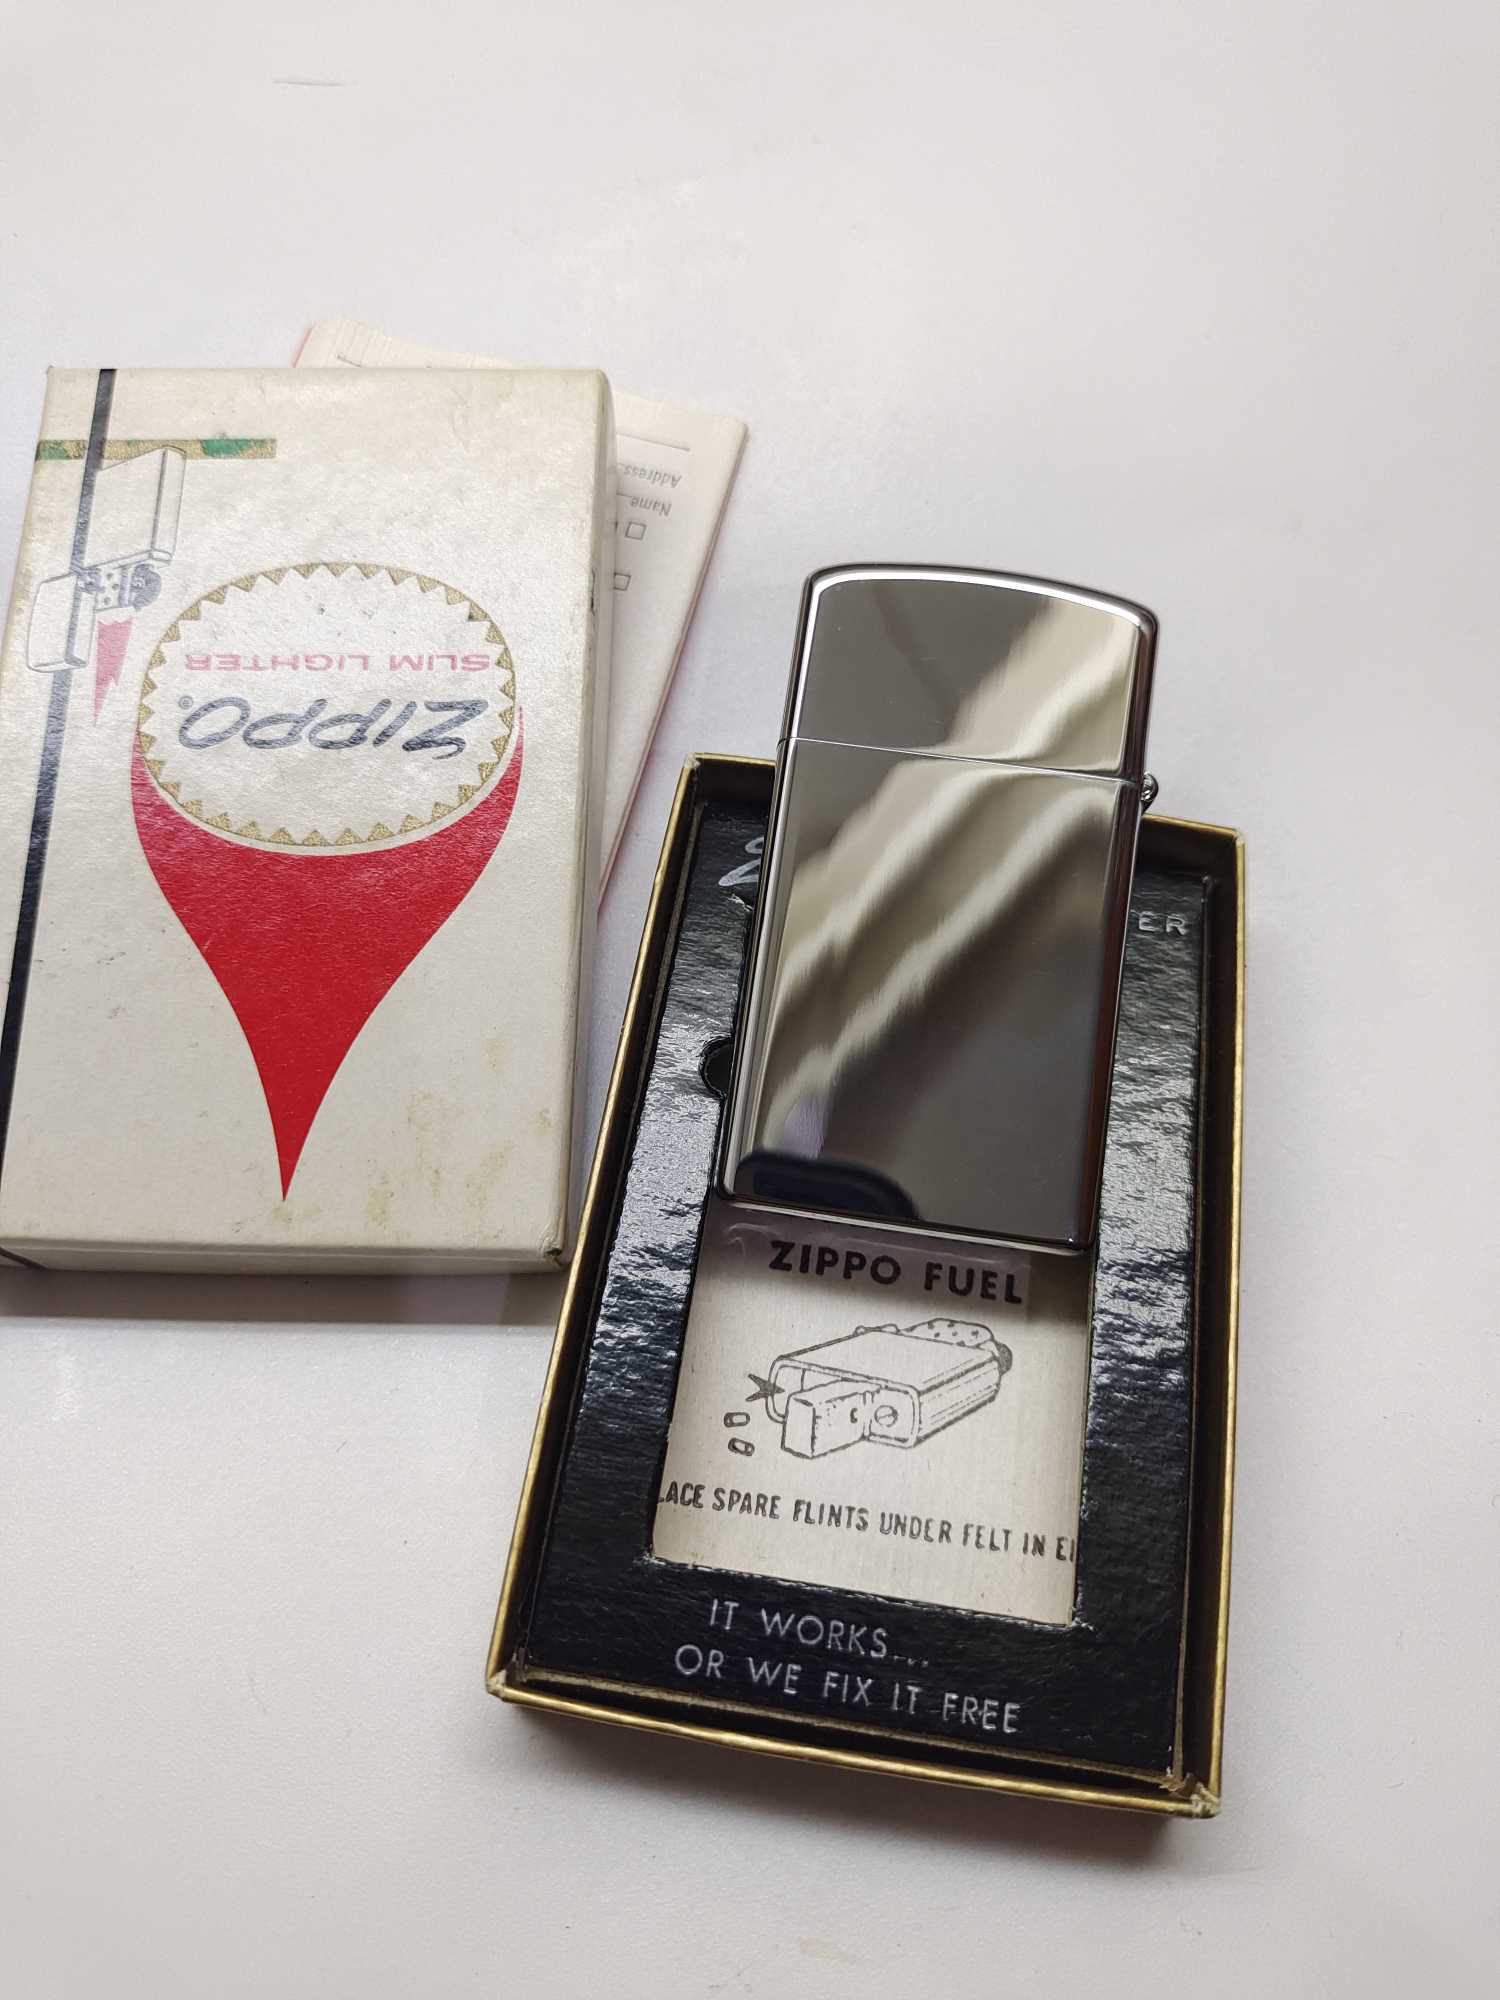 Address
Name
SLIM LIGHTER
ZIPPO®
ER
ZIPPO FUEL
LACE SPARE FLINTS UNDER FELT IN
IT WORKS...
OR WE FIX IT FREE